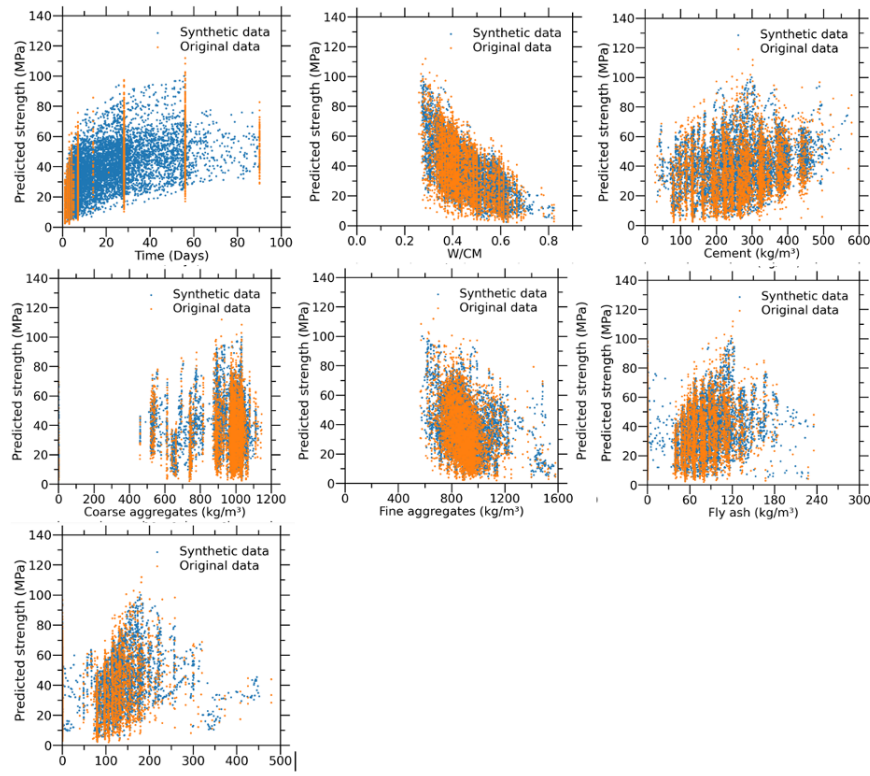 140
120
100
80
60
40
20
0
Predicted strength (MPa)
Synthetic data
Original data
0 20 40 60 80 100
Time (Days)
140
120
100
80
60
40
20
0
Predicted strength (MPa)
Synthetic data
Original data
0.0 0.2 0.4 0.6 0.8
W/CM
140
120
100
80
60
40
20
0
Predicted strength (MPa)
Synthetic data
Original data
0 100 200 300 400 500 600
Cement (kg/m³)
140
120
100
80
60
40
20
0
Predicted strength (MPa)
Synthetic data
Original data
0 200 400 600 800 1000 1200
Coarse aggregates (kg/m³)
140
120
100
80
60
40
20
0
Predicted strength (MPa)
Synthetic data
Original data
0 400 800 1200 1600
Fine aggregates (kg/m³)
140
120
100
80
60
40
20
0
Predicted strength (MPa)
Synthetic data
Original data
0 60 120 180 240 300
Fly ash (kg/m³)
140
120
100
80
60
40
20
0
Predicted strength (MPa)
Synthetic data
Original data
0 100 200 300 400 500